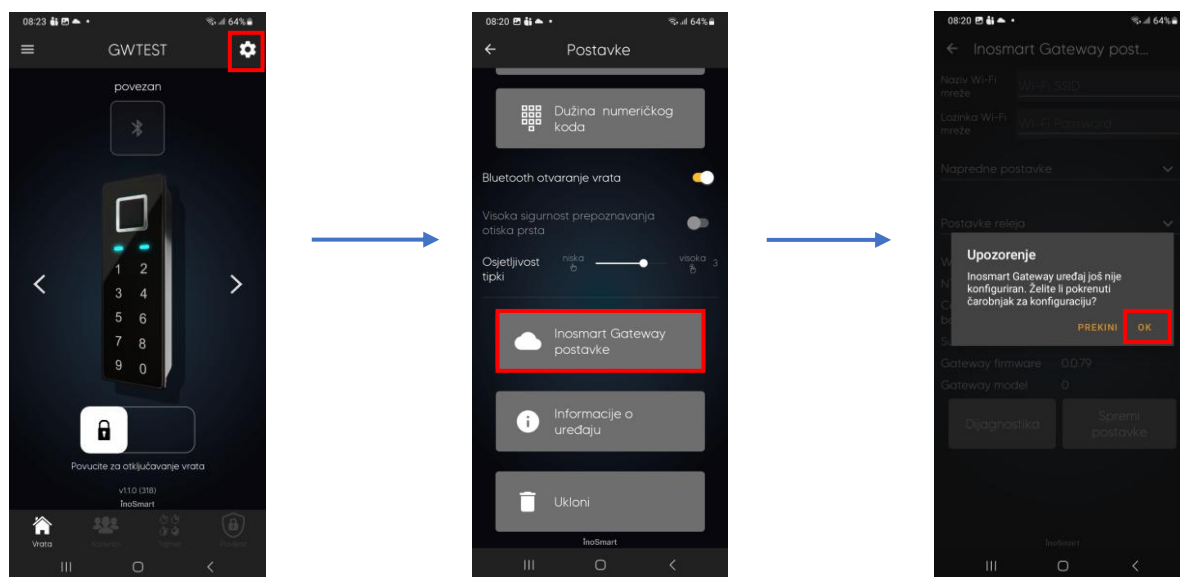 08:23
64%
GWTEST
povezan
1 2
3 4
5 6
7 8
9 0
Povucite za otključavanje vrata
v1.1.0 (318)
inoSmart
Vrata
08:20
64%
Postavke
Dužina numeričkog
koda
Bluetooth otvaranje vrata
Visoka sigurnost prepoznavanja
otiska prsta
Osjetljivost
tipki
niska
visoka
3
Inosmart Gateway
postavke
Informacije o
uređaju
Ukloni
inoSmart
08:20
64%
Inosmart Gateway post...
Naziv Wi-Fi
mreže
Wi-Fi SSID
Lozinka Wi-Fi
mreže
Wi-Fi Password
Napredne postavke
Postavke releja
Upozorenje
Inosmart Gateway uređaj još nije
konfiguriran. Želite li pokrenuti
čarobnjak za konfiguraciju?
PREKINI OK
Gateway firmware 0.0.79
Gateway model 0
Dijagnostika
Spremi
postavke
inoSmart